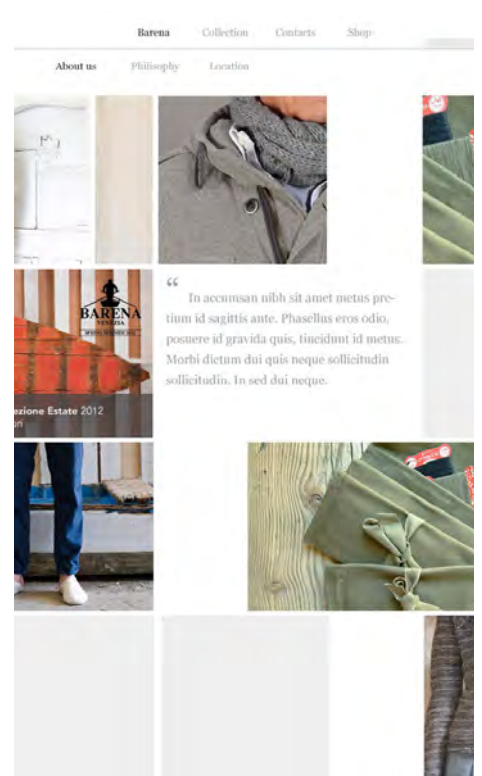 Barena Collection Contacts Shop
About us Philisophy Location
BARENA
VENEZIA
“
In accumsan nibh sit amet metus pre-
tium id sagittis ante. Phasellus eros odio,
posuere id gravida quis, tincidunt id metus.
Morbi dictum dui quis neque sollicitudin
sollicitudin. In sed dui neque.
ezione Estate 2012
ori